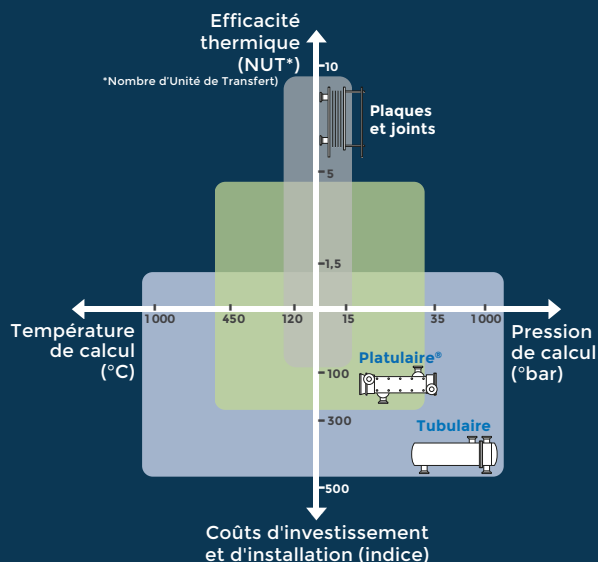 Efficacité
thermique
(NUT*)
*Nombre d'Unité de Transfert)
10
Plaques
et joints
5
1,5
1 000
450
120
15
35
1 000
Température
de calcul
(°C)
Pression
de calcul
(°bar)
Platulaire®
100
300
Tubulaire
500
Coûts d'investissement
et d'installation (indice)